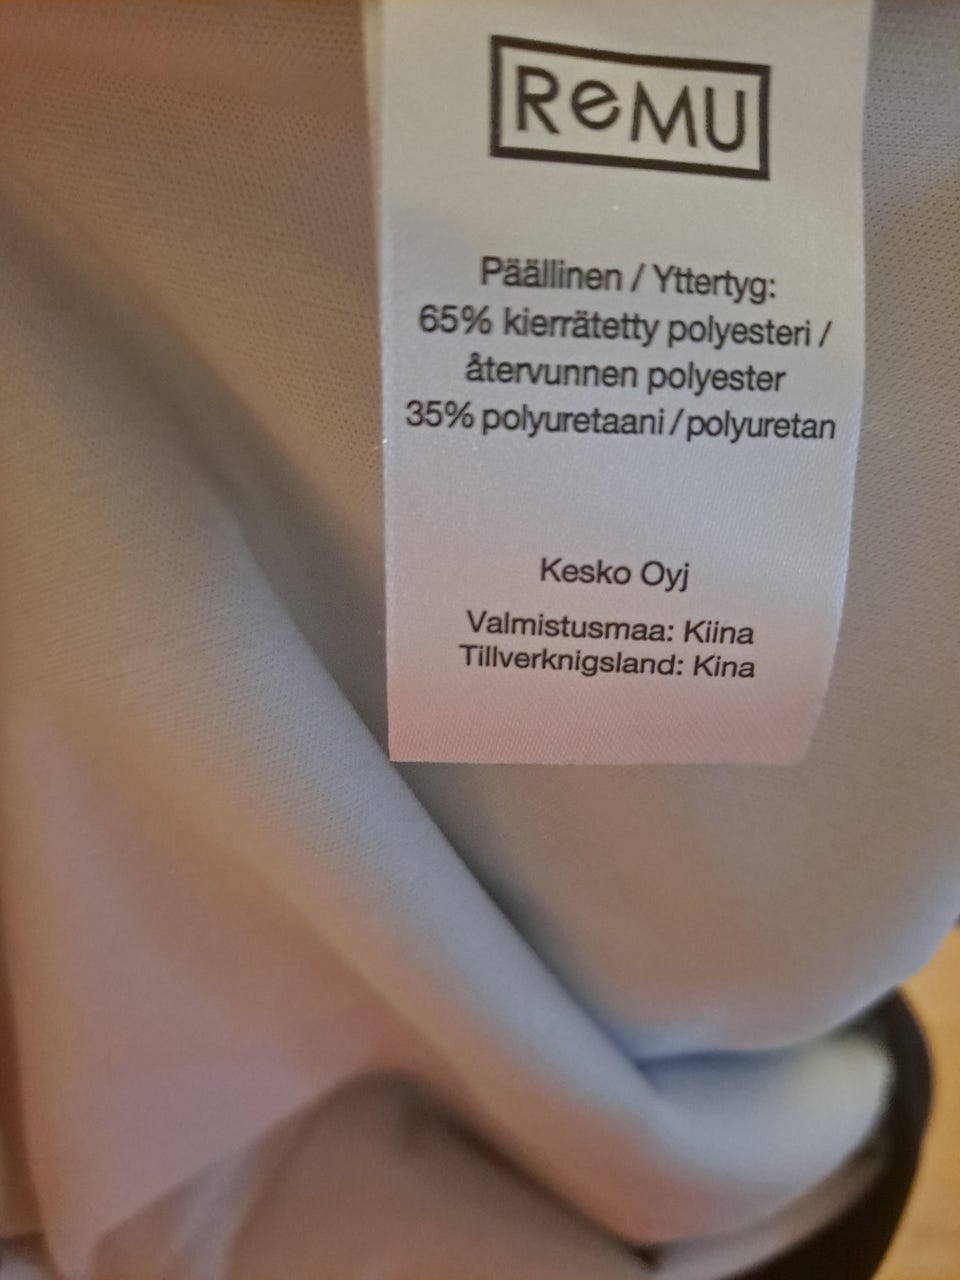 ReMU
Päällinen / Yttertyg:
65% kierrätetty polyesteri /
återvunnen polyester
35% polyuretaani / polyuretan
Kesko Oyj
Valmistusmaa: Kiina
Tillverknigsland: Kina